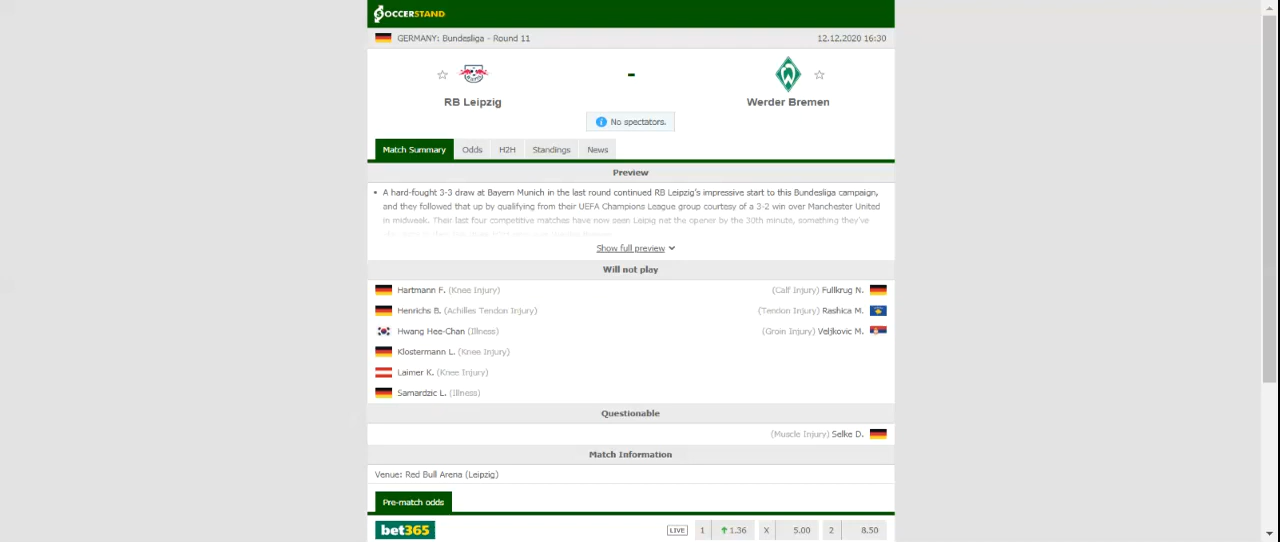 SOCCERSTAND
GERMANY: Bundesliga - Round 11
12.12.2020 16:30
-
RB Leipzig
Werder Bremen
No spectators.
Match Summary
Odds
H2H
Standings
News
Preview
• A hard-fought 3-3 draw at Bayern Munich in the last round continued RB Leipzig's impressive start to this Bundesliga campaign,
and they followed that up by qualifying from their UEFA Champions League group courtesy of a 3-2 win over Manchester United
in midweek. Their last four competitive matches have now seen Leipzig net the opener by the 30th minute, something they've
Show full preview
Will not play
Hartmann F. (Knee Injury)
(Calf Injury) Fullkrug N.
Henrichs B. (Achilles Tendon Injury)
(Tendon Injury) Rashica M.
Hwang Hee-Chan (Illness)
(Groin Injury) Veljkovic M.
Klostermann L. (Knee Injury)
Laimer K. (Knee Injury)
Samardzic L. (Illness)
Questionable
(Muscle Injury) Selke D.
Match Information
Venue: Red Bull Arena (Leipzig)
Pre-match odds
bet365
LIVE 1 1.36 X 5.00 2 8.50